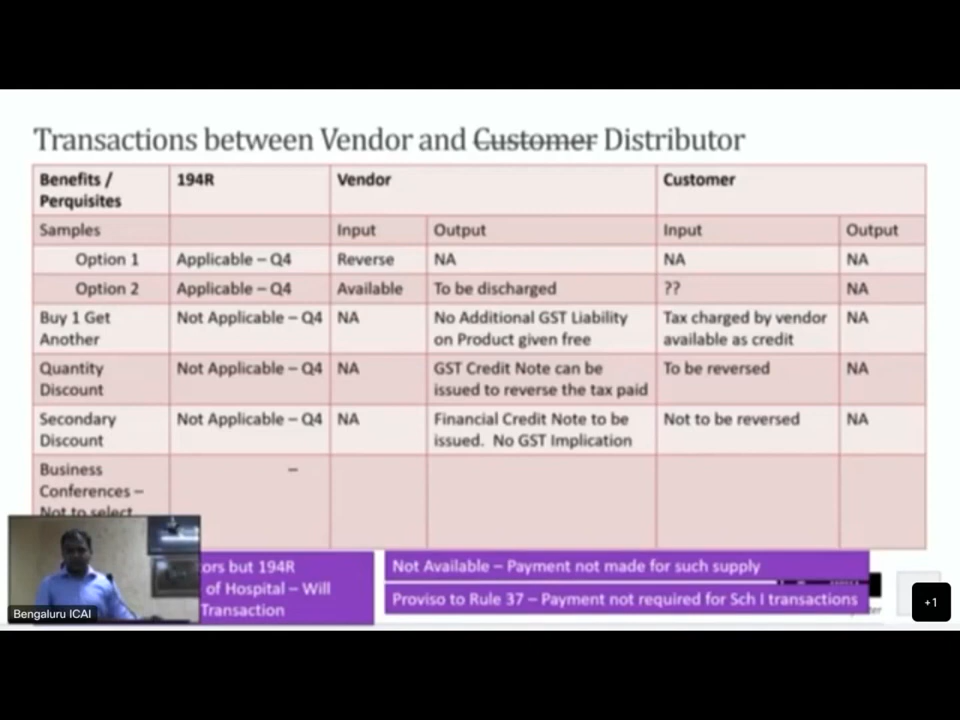 Transactions between Vendor and Customer Distributor
Benefits / Perquisites 194R Vendor Customer
Samples Input Output Input Output
Option 1 Applicable – Q4 Reverse NA NA NA
Option 2 Applicable – Q4 Available To be discharged ?? NA
Buy 1 Get Another Not Applicable – Q4 NA No Additional GST Liability on Product given free Tax charged by vendor available as credit NA
Quantity Discount Not Applicable – Q4 NA GST Credit Note can be issued to reverse the tax paid To be reversed NA
Secondary Discount Not Applicable – Q4 NA Financial Credit Note to be issued. No GST Implication Not to be reversed NA
Business –
Conferences –
Not to select
ors but 194R
of Hospital – Will
Transaction
Not Available – Payment not made for such supply
Proviso to Rule 37 – Payment not required for Sch I transactions
Bengaluru ICAI
+1